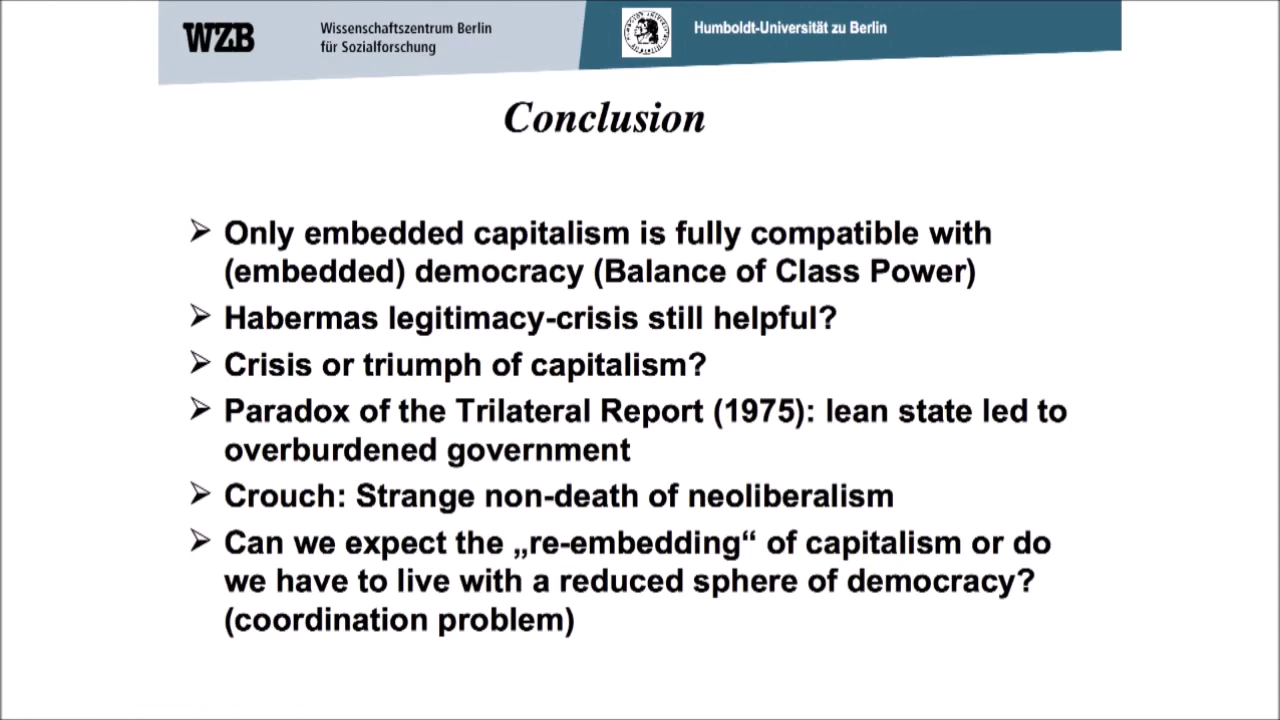 WZB
Wissenschaftszentrum Berlin
für Sozialforschung
Humboldt-Universität zu Berlin
Conclusion
➢ Only embedded capitalism is fully compatible with
(embedded) democracy (Balance of Class Power)
➢ Habermas legitimacy-crisis still helpful?
➢ Crisis or triumph of capitalism?
➢ Paradox of the Trilateral Report (1975): lean state led to
overburdened government
➢ Crouch: Strange non-death of neoliberalism
➢ Can we expect the „re-embedding“ of capitalism or do
we have to live with a reduced sphere of democracy?
(coordination problem)